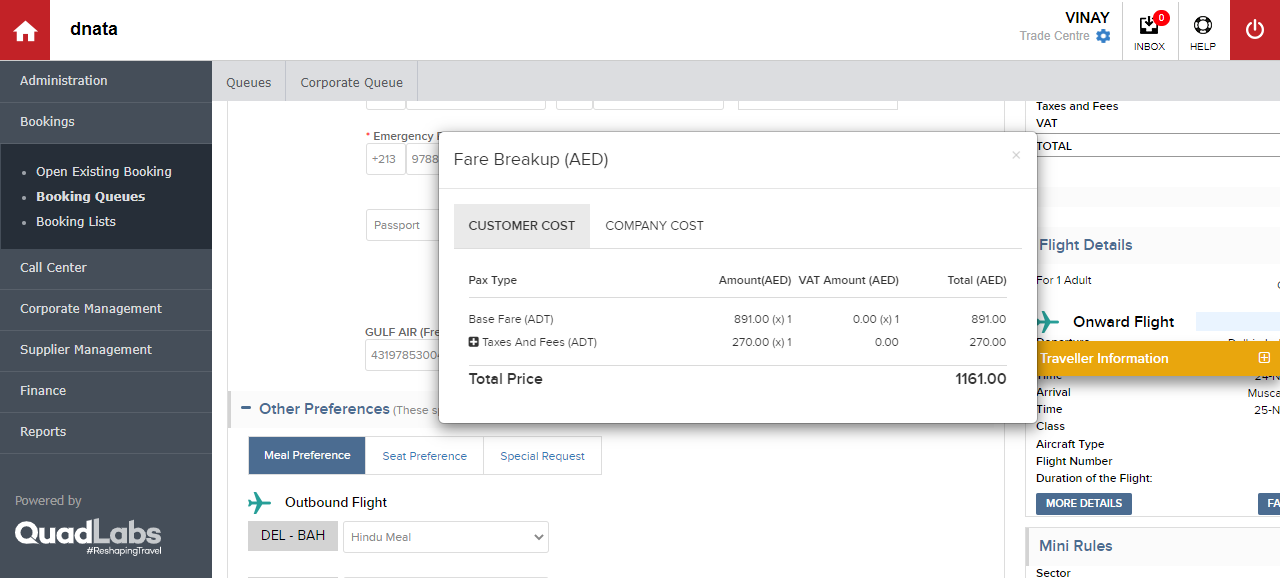 dnata
VINAY
Trade Centre
0
INBOX
HELP
Administration
Bookings
Open Existing Booking
Booking Queues
Booking Lists
Call Center
Corporate Management
Supplier Management
Finance
Reports
Powered by
QuadLabs
#ReshapingTravel
Queues
Corporate Queue
* Emergency
+213
9788
Passport
GULF AIR (Fre
4319785300
Fare Breakup (AED)
×
CUSTOMER COST
COMPANY COST
Pax Type Amount(AED) VAT Amount (AED) Total (AED)
Base Fare (ADT) 891.00 (x) 1 0.00 (x) 1 891.00
Taxes And Fees (ADT) 270.00 (x) 1 0.00 270.00
Total Price 1161.00
Other Preferences (These
Meal Preference
Seat Preference
Special Request
Outbound Flight
DEL - BAH
Hindu Meal
Taxes and Fees
VAT
TOTAL
Flight Details
For 1 Adult
Onward Flight
Departure
Traveller Information
Time 24-N
Arrival Musca
Time 25-N
Class
Aircraft Type
Flight Number
Duration of the Flight:
MORE DETAILS
FA
Mini Rules
Sector